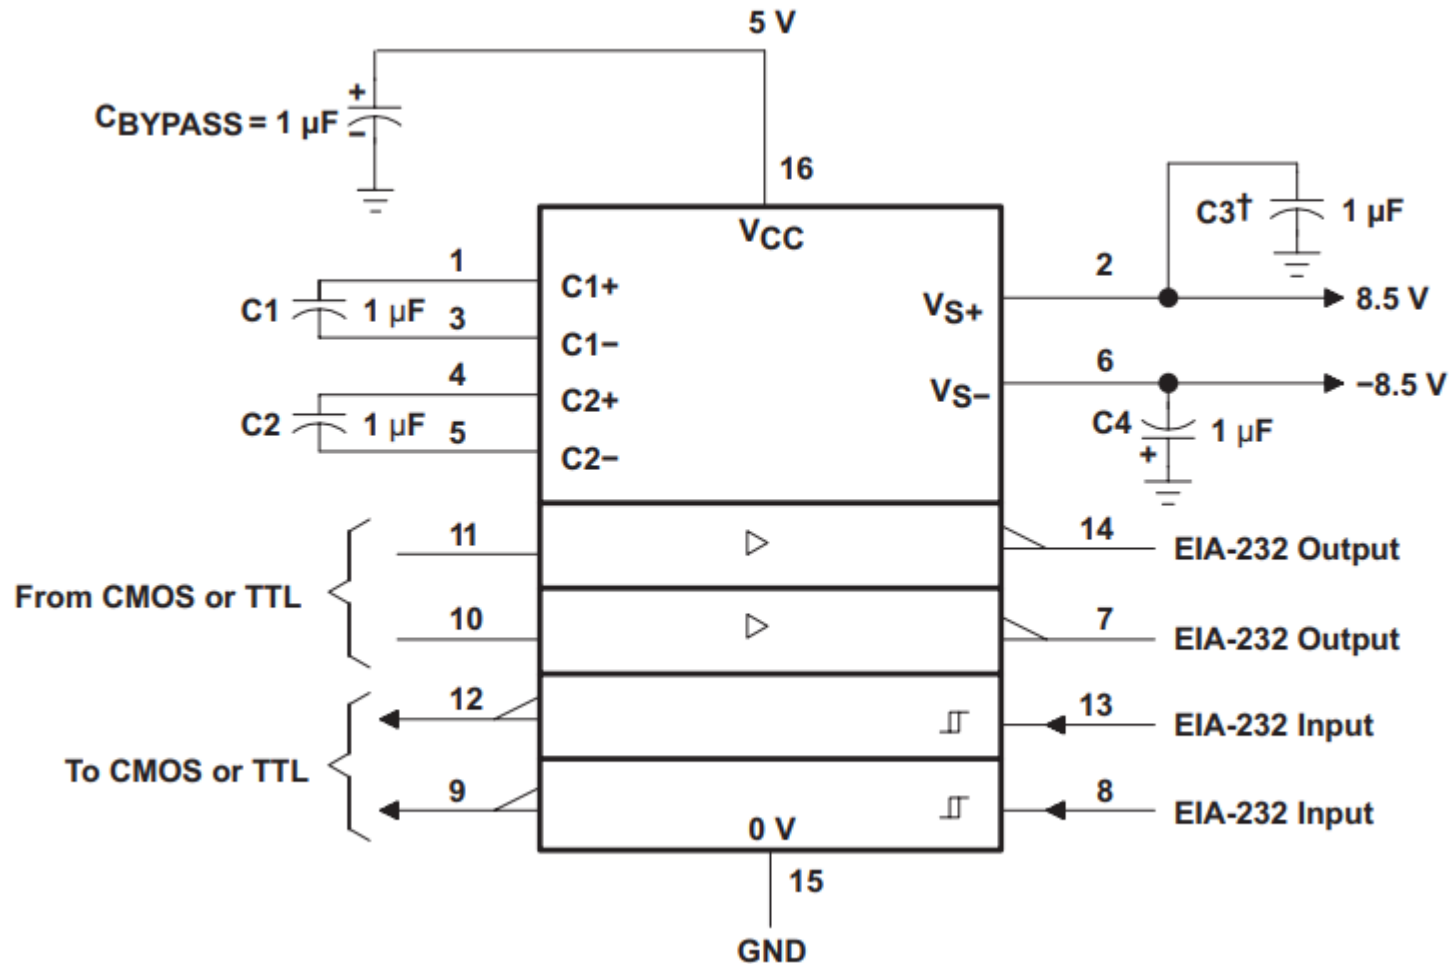 5 V
CBYPASS = 1 µF
+
−
16
VCC
C3†
1 µF
1
C1+
2
C1
1 µF
VS+
8.5 V
3
C1−
4
C2+
6
VS−
−8.5 V
C2
1 µF
5
C4
1 µF
+
C2−
11
14
EIA-232 Output
From CMOS or TTL
10
7
EIA-232 Output
12
13
EIA-232 Input
To CMOS or TTL
9
8
EIA-232 Input
0 V
15
GND